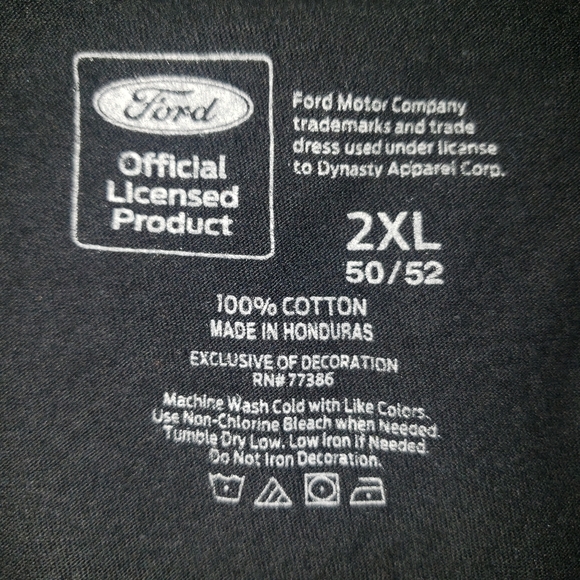 Ford
Official
Licensed
Product
Ford Motor Company
trademarks and trade
dress used under license
to Dynasty Apparel Corp.
2XL
50/52
100% COTTON
MADE IN HONDURAS
EXCLUSIVE OF DECORATION
RN# 77386
Machine Wash Cold with Like Colors.
Use Non-Chlorine Bleach when Needed.
Tumble Dry Low. Low Iron if Needed.
Do Not Iron Decoration.